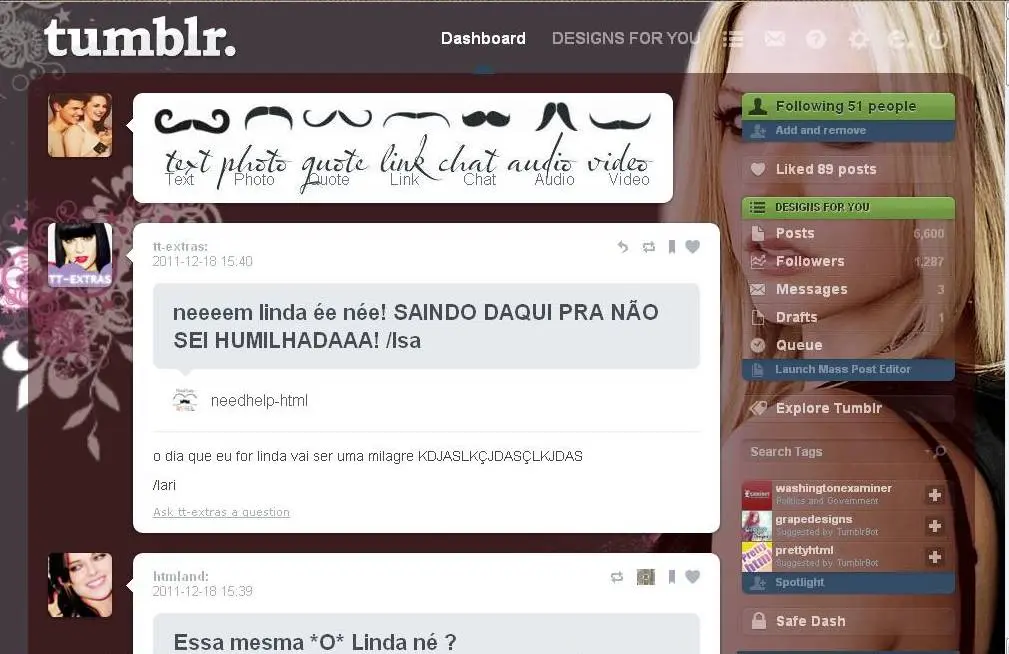 tumblr.
Dashboard DESIGNS FOR YOU
text photo quote link chat audio video
Text Photo Quote Link Chat Audio Video
TT-EXTRAS
tt-extras:
2011-12-18 15:40
neeeem linda ée née! SAINDO DAQUI PRA NÃO
SEI HUMILHADAAA! /Isa
needhelp-html
o dia que eu for linda vai ser uma milagre KDJASLKÇJDASÇLKJDAS
/lari
Ask tt-extras a question
htmland:
2011-12-18 15:39
Essa mesma *O* Linda né ?
Following 51 people
Add and remove
Liked 89 posts
DESIGNS FOR YOU
Posts 6,600
Followers 1,287
Messages 3
Drafts 1
Queue
Launch Mass Post Editor
Explore Tumblr
Search Tags
washingtonexaminer
Politics and Government
grapedesigns
Suggested by TumblrBot
prettyhtml
Suggested by TumblrBot
Spotlight
Safe Dash